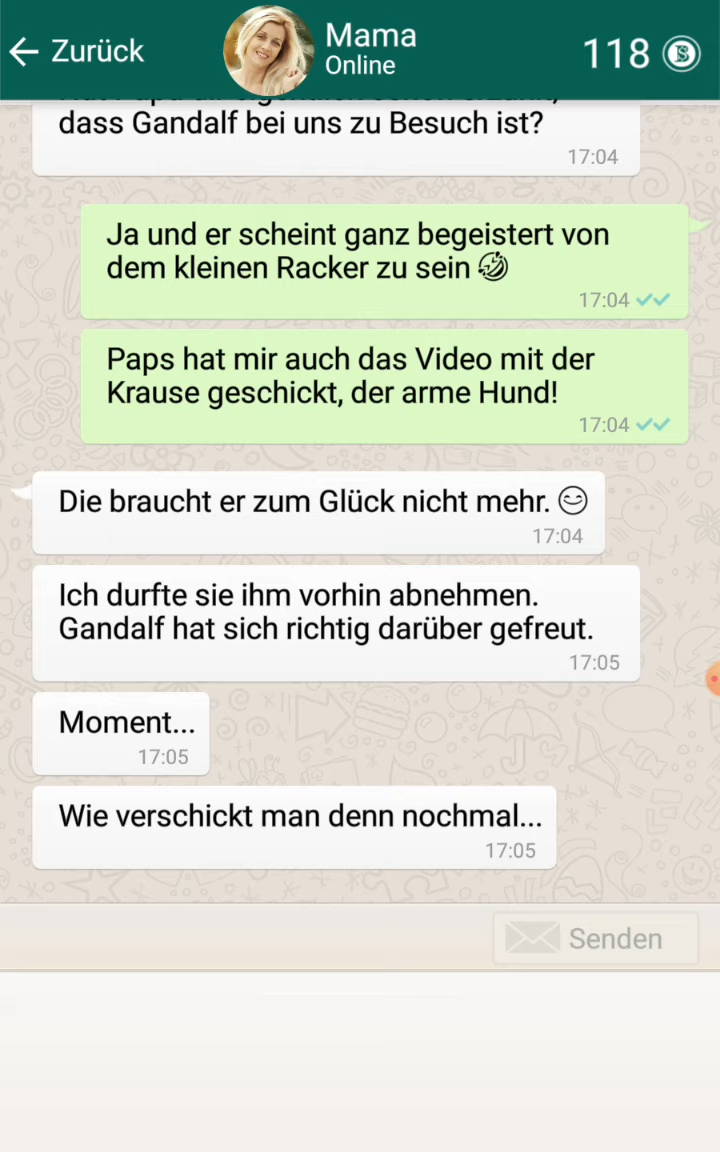 Zurück
Mama
Online
118
dass Gandalf bei uns zu Besuch ist?
17:04
Ja und er scheint ganz begeistert von
dem kleinen Racker zu sein 🤣
17:04
Paps hat mir auch das Video mit der
Krause geschickt, der arme Hund!
17:04
Die braucht er zum Glück nicht mehr. 😊
17:04
Ich durfte sie ihm vorhin abnehmen.
Gandalf hat sich richtig darüber gefreut.
17:05
Moment...
17:05
Wie verschickt man denn nochmal...
17:05
Senden